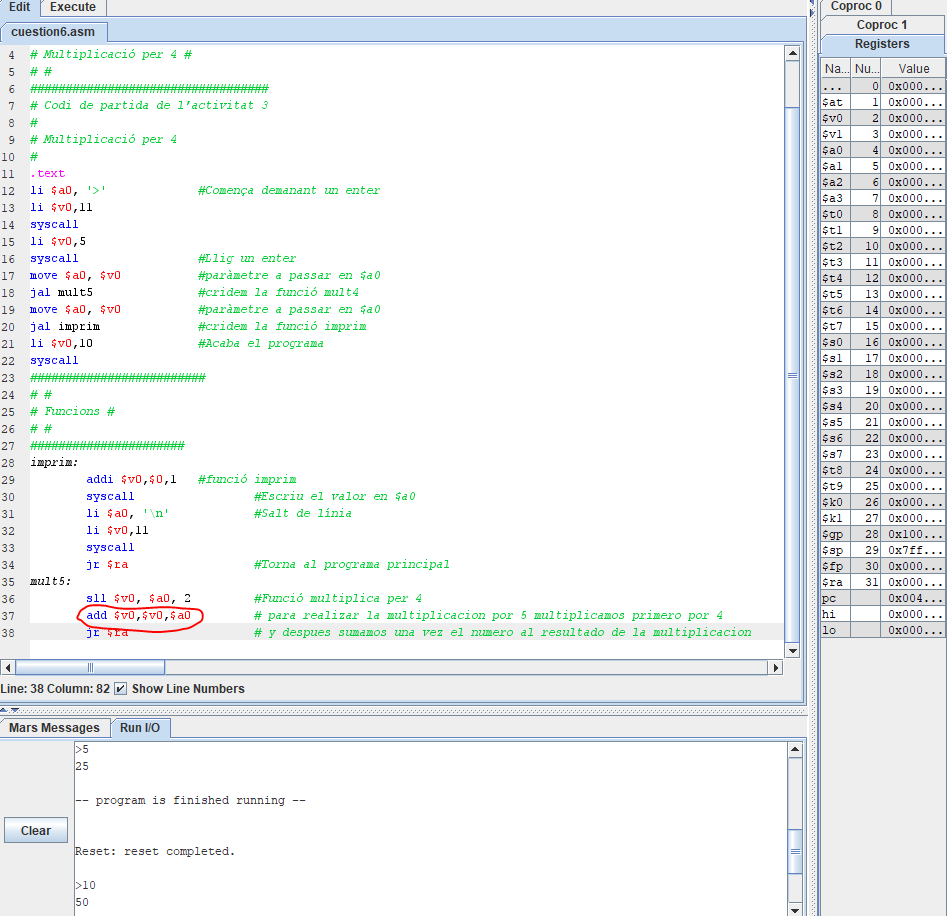 Edit Execute
cuestion6.asm
4 # Multiplicació per 4 #
5 # #
6 ##################################
7 # Codi de partida de l'activitat 3
8 #
9 # Multiplicació per 4
10 #
11 .text
12 li $a0, '>' #Comença demanant un enter
13 li $v0,11
14 syscall
15 li $v0,5
16 syscall #Llig un enter
17 move $a0, $v0 #paràmetre a passar en $a0
18 jal mult5 #cridem la funció mult4
19 move $a0, $v0 #paràmetre a passar en $a0
20 jal imprim #cridem la funció imprim
21 li $v0,10 #Acaba el programa
22 syscall
23 #########################
24 # #
25 # Funcions #
26 # #
27 ######################
28 imprim:
29 addi $v0,$0,1 #funció imprim
30 syscall #Escriu el valor en $a0
31 li $a0, '\n' #Salt de línia
32 li $v0,11
33 syscall
34 jr $ra #Torna al programa principal
35 mult5:
36 sll $v0, $a0, 2 #Funció multiplica per 4
37 add $v0,$v0,$a0 # para realizar la multiplicacion por 5 multiplicamos primero por 4
38 jr $ra # y despues sumamos una vez el numero al resultado de la multiplicacion
Line: 38 Column: 82 Show Line Numbers
Mars Messages Run I/O
Clear
>5
25
-- program is finished running --
Reset: reset completed.
>10
50
Coproc 0
Coproc 1
Registers
Na... Nu... Value
... 0 0x000...
$at 1 0x000...
$v0 2 0x000...
$v1 3 0x000...
$a0 4 0x000...
$a1 5 0x000...
$a2 6 0x000...
$a3 7 0x000...
$t0 8 0x000...
$t1 9 0x000...
$t2 10 0x000...
$t3 11 0x000...
$t4 12 0x000...
$t5 13 0x000...
$t6 14 0x000...
$t7 15 0x000...
$s0 16 0x000...
$s1 17 0x000...
$s2 18 0x000...
$s3 19 0x000...
$s4 20 0x000...
$s5 21 0x000...
$s6 22 0x000...
$s7 23 0x000...
$t8 24 0x000...
$t9 25 0x000...
$k0 26 0x000...
$k1 27 0x000...
$gp 28 0x100...
$sp 29 0x7ff...
$fp 30 0x000...
$ra 31 0x000...
pc 0x004...
hi 0x000...
lo 0x000...